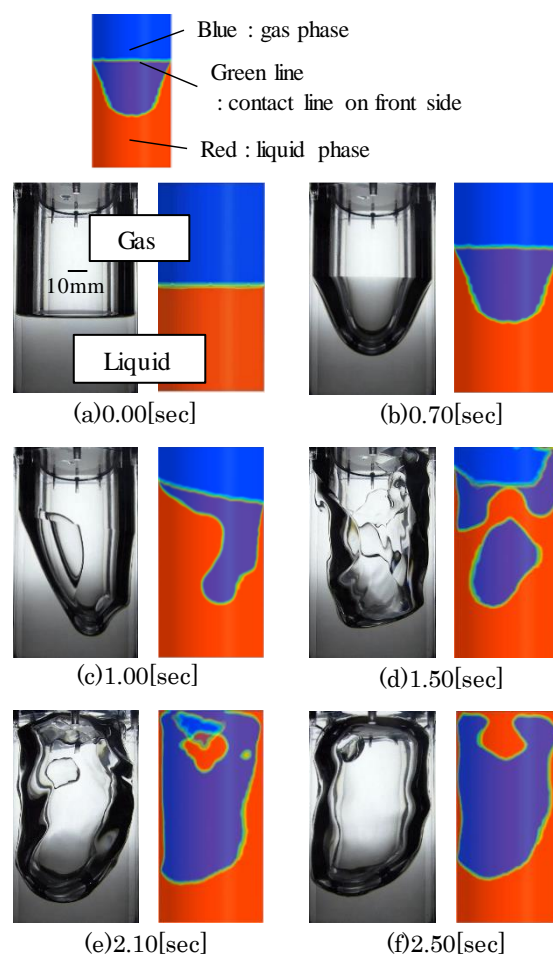 Blue : gas phase
Green line
: contact line on front side
Red : liquid phase
Gas
10mm
Liquid
(a)0.00[sec]
(b)0.70[sec]
(c)1.00[sec]
(d)1.50[sec]
(e)2.10[sec]
(f)2.50[sec]